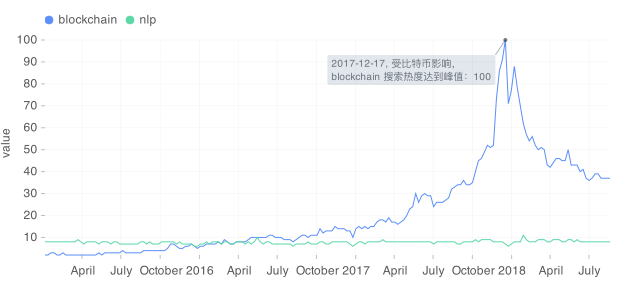 blockchain nlp
value
100
90
80
70
60
50
40
30
20
10
2017-12-17, 受比特币影响,
blockchain 搜索热度达到峰值：100
April July October 2016 April July October 2017 April July October 2018 April July